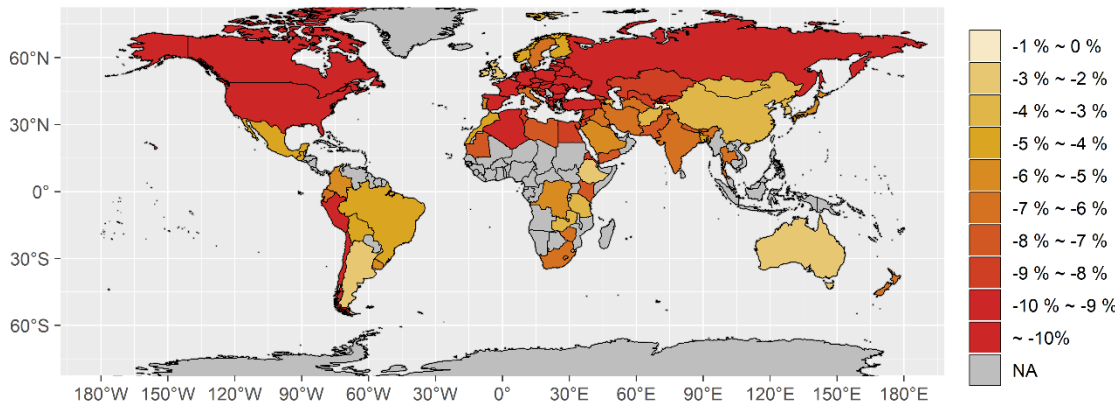 60°N
30°N
0°
30°S
60°S
180°W 150°W 120°W 90°W 60°W 30°W 0° 30°E 60°E 90°E 120°E 150°E 180°E
-1 % ~ 0 %
-3 % ~ -2 %
-4 % ~ -3 %
-5 % ~ -4 %
-6 % ~ -5 %
-7 % ~ -6 %
-8 % ~ -7 %
-9 % ~ -8 %
-10 % ~ -9 %
~ -10%
NA